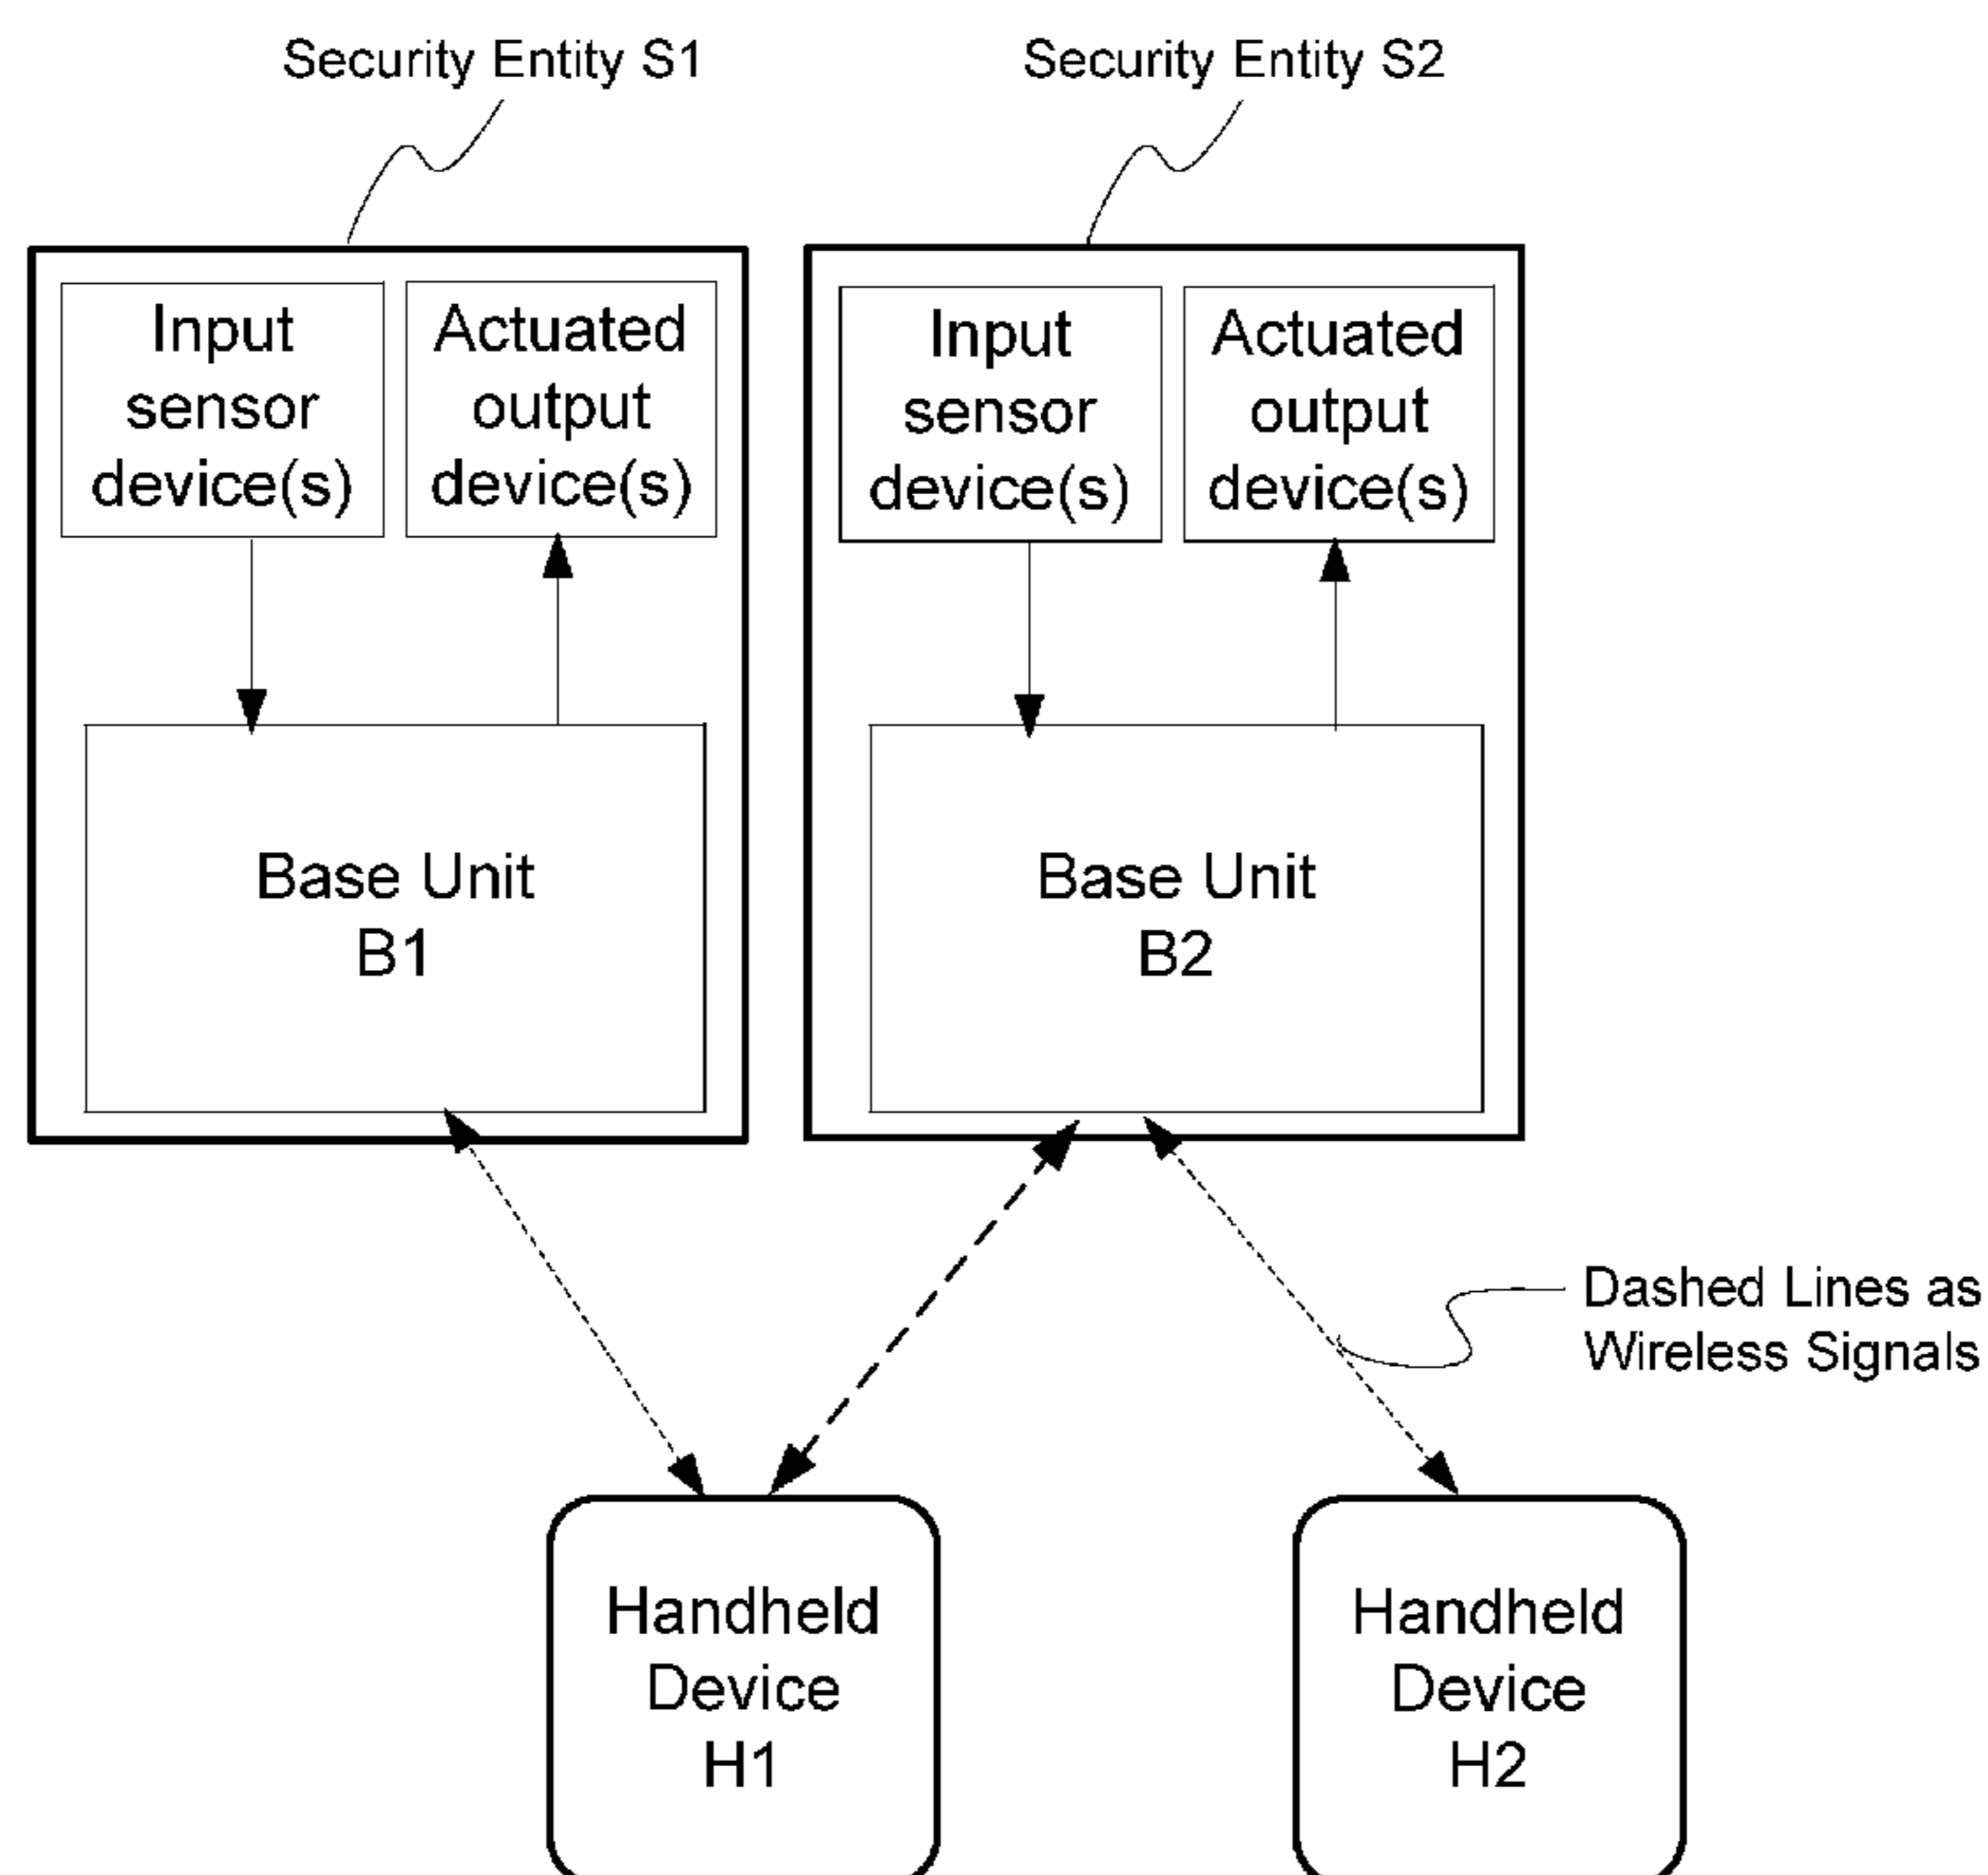 Security Entity S1
Security Entity S2
Input
sensor
device(s)
Actuated
output
device(s)
Input
sensor
device(s)
Actuated
output
device(s)
Base Unit
B1
Base Unit
B2
Dashed Lines as
Wireless Signals
Handheld
Device
H1
Handheld
Device
H2